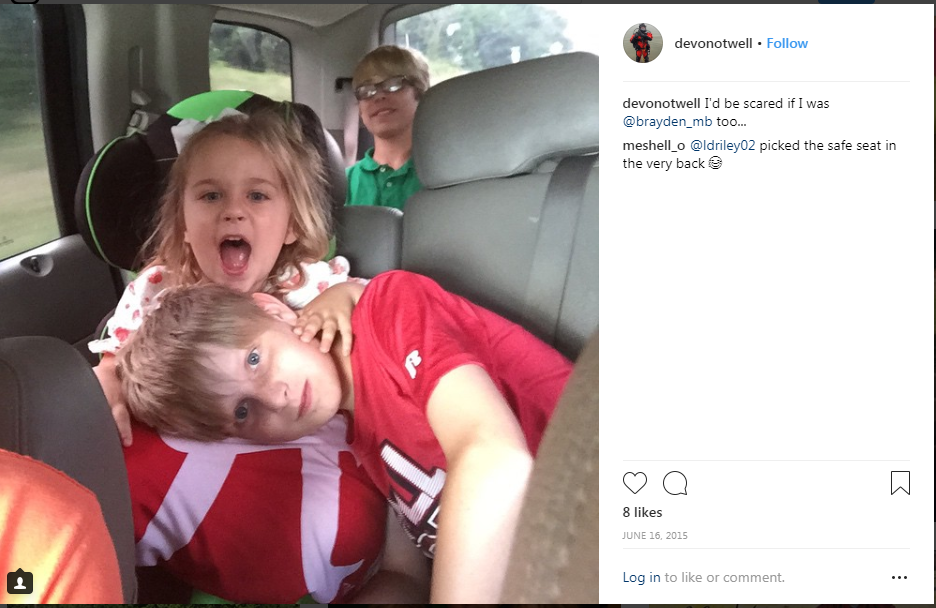 devonotwell • Follow
devonotwell I'd be scared if I was
@brayden_mb too...
meshell_o @ldriley02 picked the safe seat in
the very back 😂
8 likes
JUNE 16, 2015
Log in to like or comment.